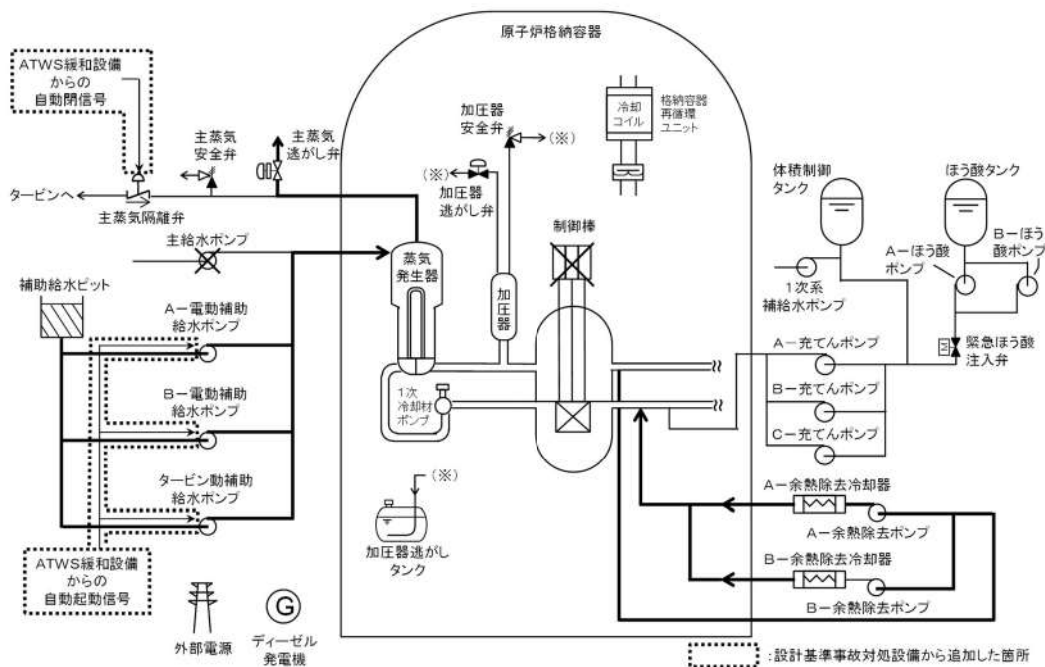 原子炉格納容器
ATWS緩和設備
からの
自動閉信号
主蒸気
安全弁
主蒸気
逃がし弁
タービンへ
主蒸気隔離弁
加圧器
安全弁
(※)
(※)
加圧器
逃がし弁
冷却
コイル
格納容器
再循環
ユニット
主給水ポンプ
蒸気
発生器
加圧器
制御棒
1次
冷却材
ポンプ
補助給水ピット
A-電動補助
給水ポンプ
B-電動補助
給水ポンプ
タービン動補助
給水ポンプ
ATWS緩和設備
からの
自動起動信号
外部電源
G
ディーゼル
発電機
(※)
加圧器逃がし
タンク
体積制御
タンク
ほう酸タンク
1次系
補給水ポンプ
A-ほう酸
ポンプ
B-ほう
酸ポンプ
M
緊急ほう酸
注入弁
A-充てんポンプ
B-充てんポンプ
C-充てんポンプ
A-余熱除去冷却器
A-余熱除去ポンプ
B-余熱除去冷却器
B-余熱除去ポンプ
:設計基準事故対処設備から追加した箇所